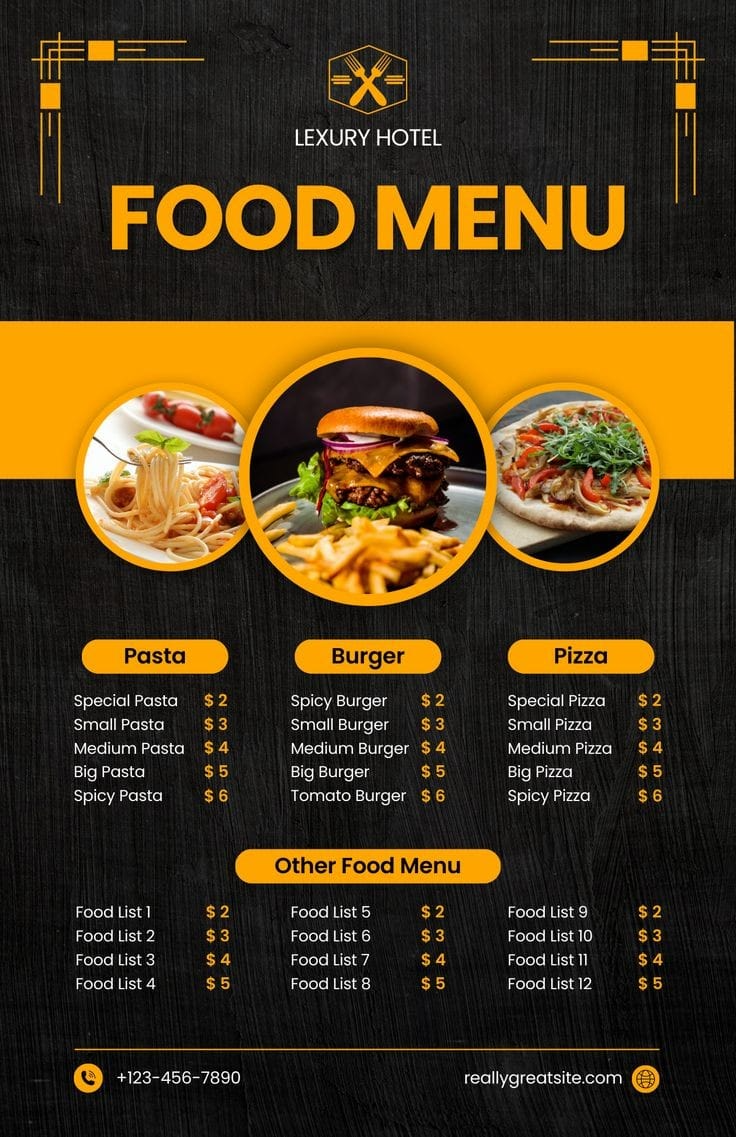 LEXURY HOTEL
FOOD MENU
Pasta
Special Pasta $ 2
Small Pasta $ 3
Medium Pasta $ 4
Big Pasta $ 5
Spicy Pasta $ 6
Burger
Spicy Burger $ 2
Small Burger $ 3
Medium Burger $ 4
Big Burger $ 5
Tomato Burger $ 6
Pizza
Special Pizza $ 2
Small Pizza $ 3
Medium Pizza $ 4
Big Pizza $ 5
Spicy Pizza $ 6
Other Food Menu
Food List 1 $ 2
Food List 2 $ 3
Food List 3 $ 4
Food List 4 $ 5
Food List 5 $ 2
Food List 6 $ 3
Food List 7 $ 4
Food List 8 $ 5
Food List 9 $ 2
Food List 10 $ 3
Food List 11 $ 4
Food List 12 $ 5
+123-456-7890
reallygreatsite.com